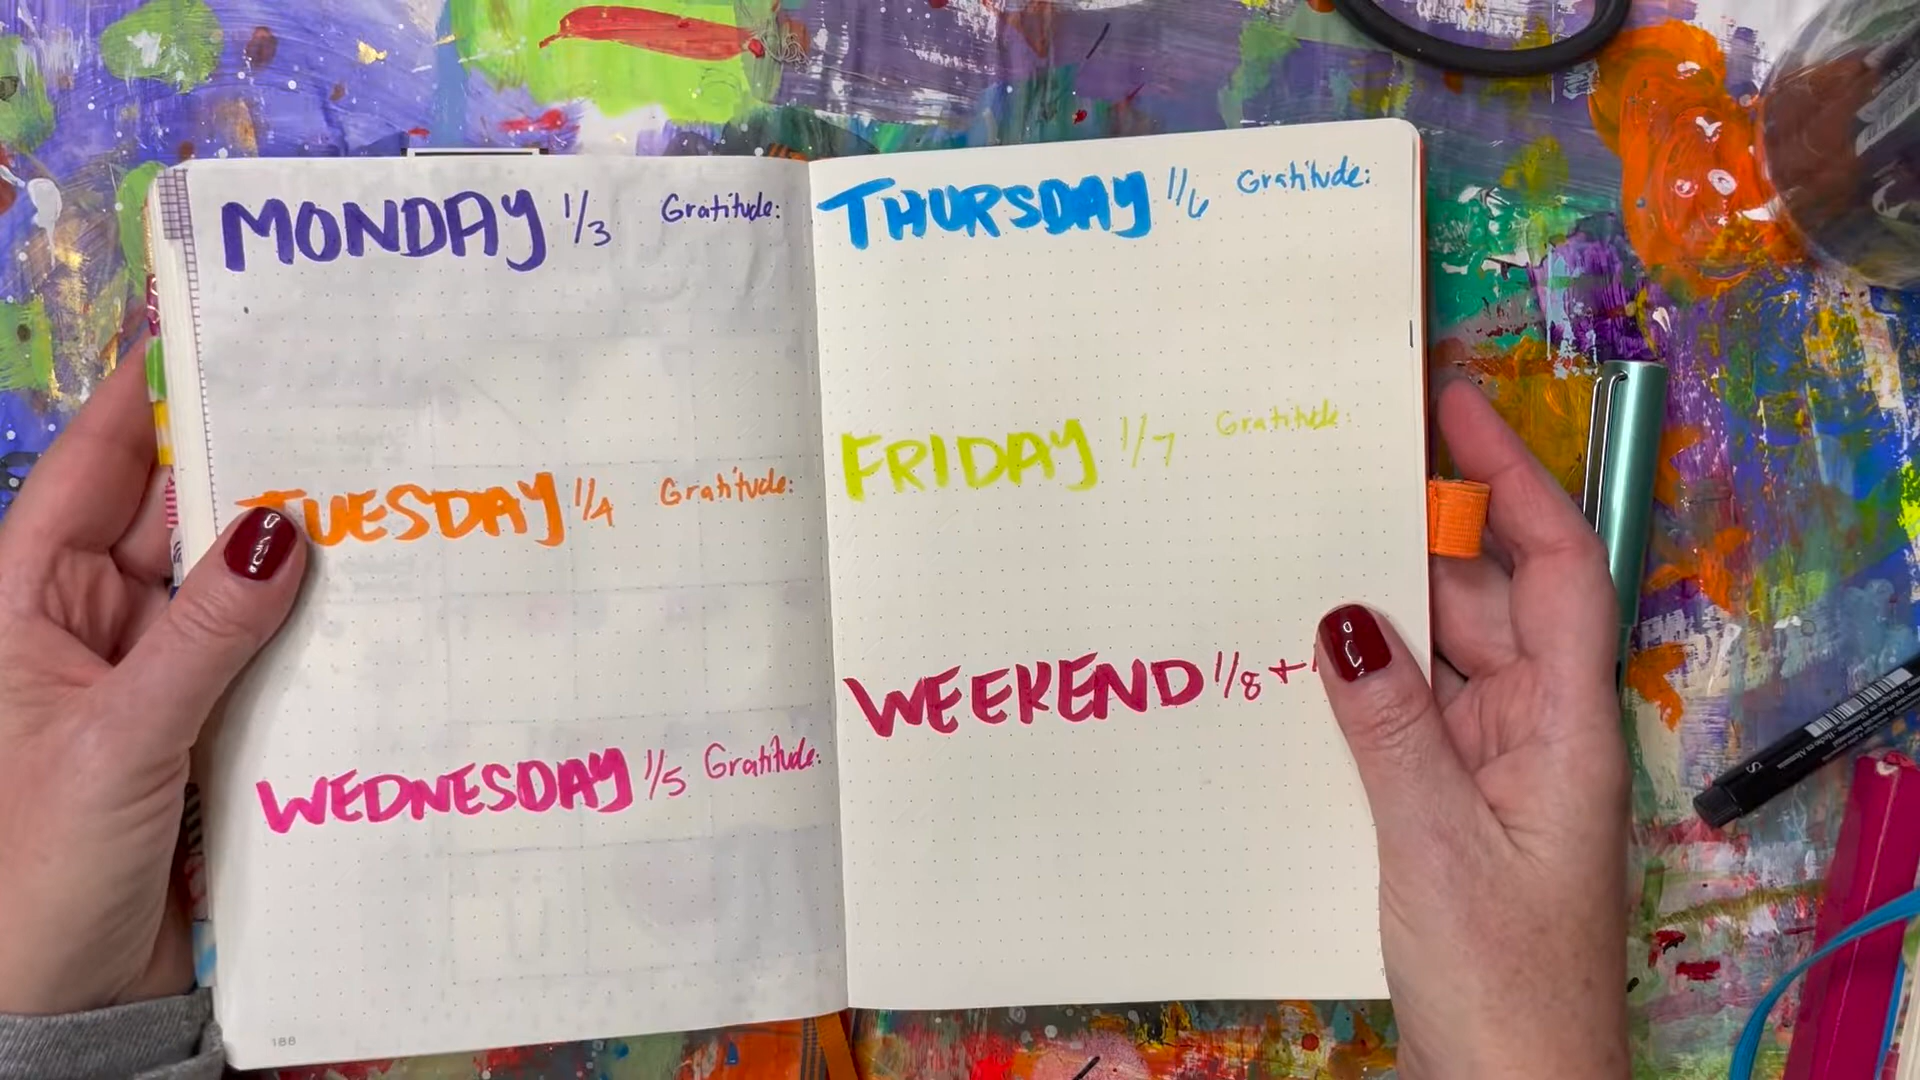 MONDAY 1/3 Gratitude:
TUESDAY 1/4 Gratitude:
WEDNESDAY 1/5 Gratitude:
188
THURSDAY 1/6 Gratitude:
FRIDAY 1/7 Gratitude:
WEEKEND 1/8 +